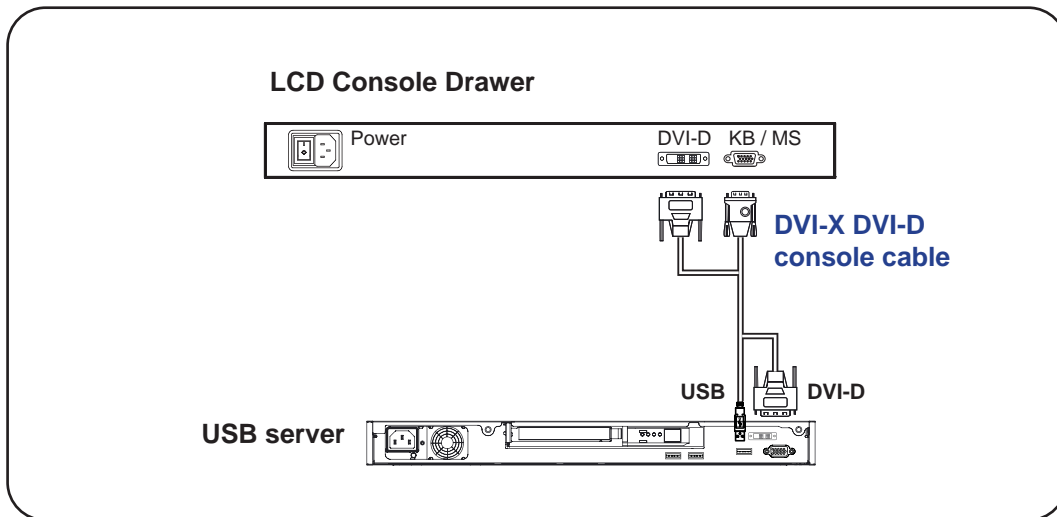 LCD Console Drawer
Power
DVI-D
KB / MS
DVI-X DVI-D
console cable
USB
DVI-D
USB server